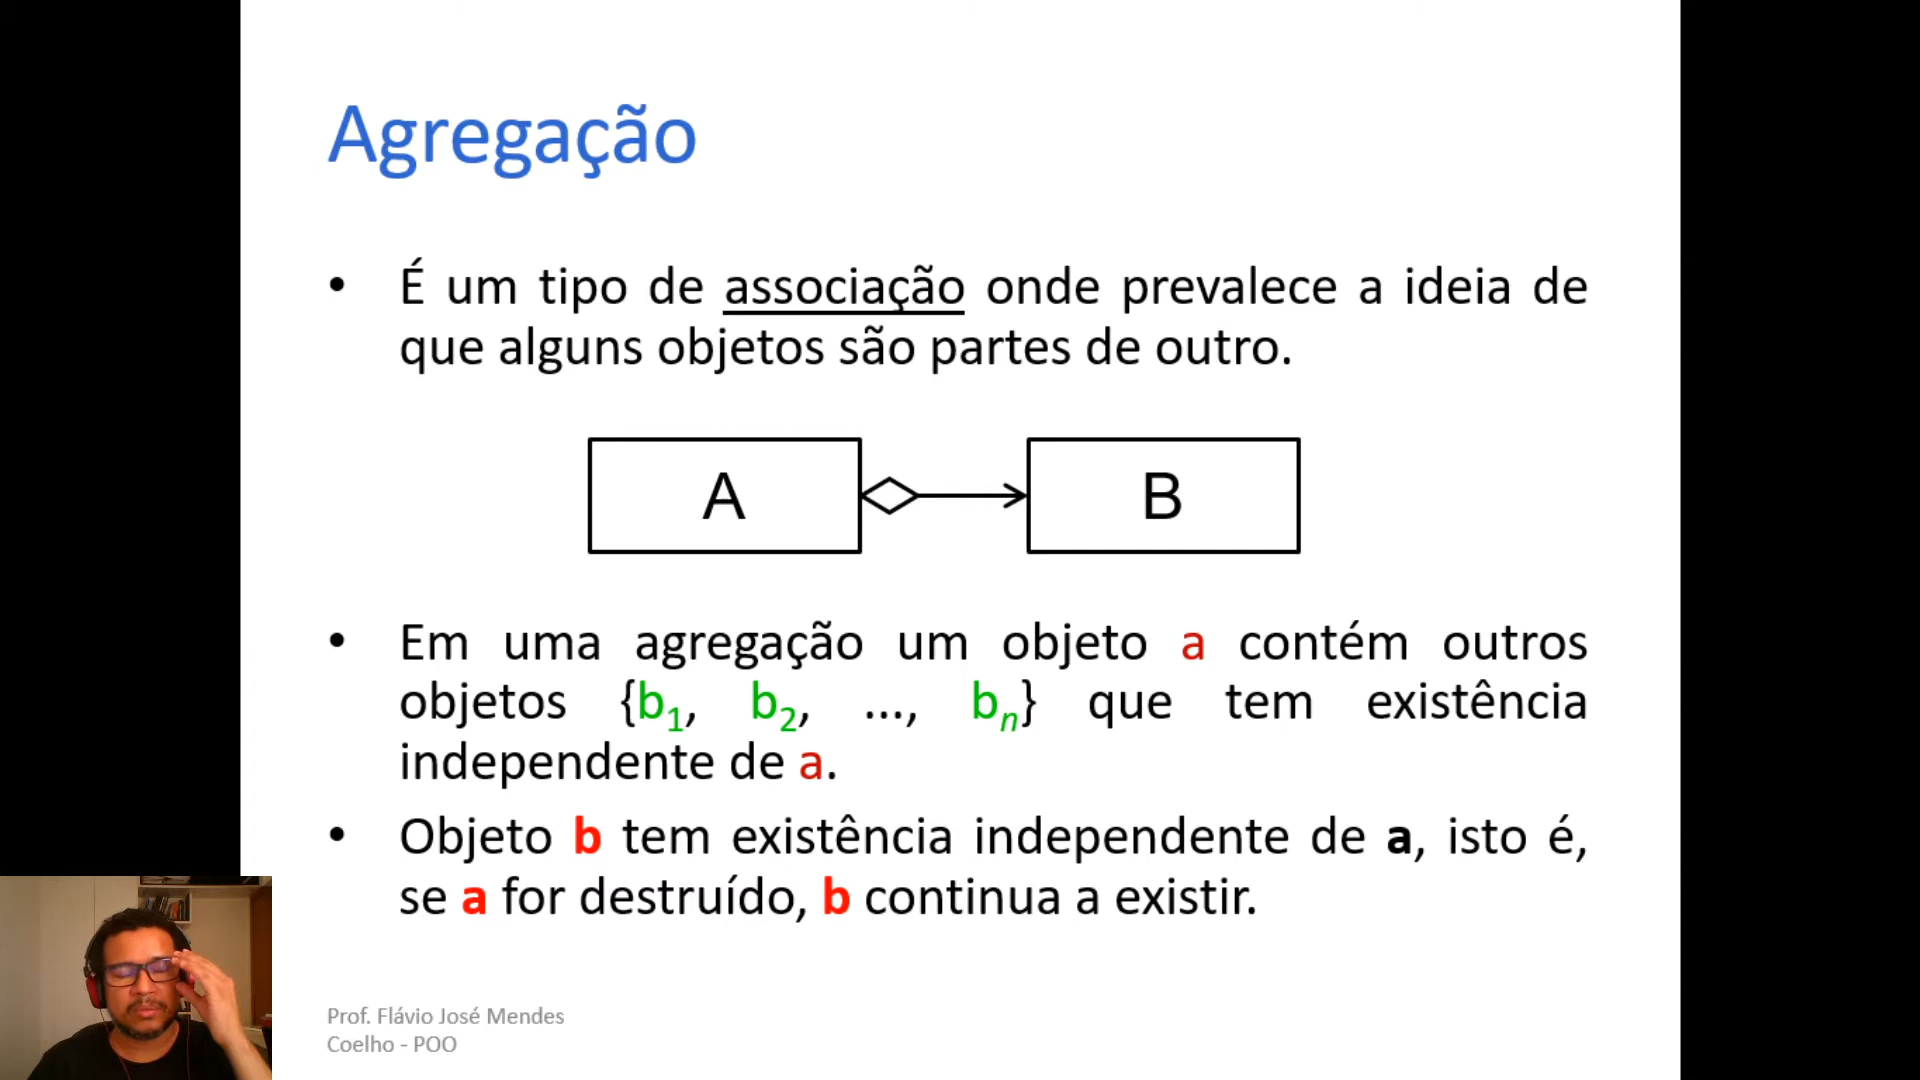 Agregação
• É um tipo de associação onde prevalece a ideia de
que alguns objetos são partes de outro.
A B
• Em uma agregação um objeto a contém outros
objetos {b1, b2, ..., bn} que tem existência
independente de a.
• Objeto b tem existência independente de a, isto é,
se a for destruído, b continua a existir.
Prof. Flávio José Mendes
Coelho - POO